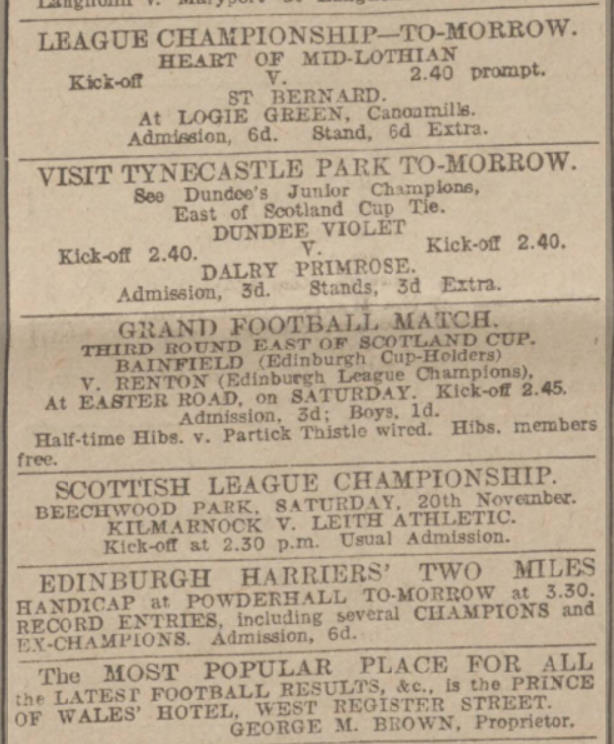 Langholm v. Maryport
LEAGUE CHAMPIONSHIP—TO-MORROW.
HEART OF MID-LOTHIAN
Kick-off V. 2.40 prompt.
ST BERNARD.
At LOGIE GREEN, Canonmills.
Admission, 6d. Stand, 6d Extra.
VISIT TYNECASTLE PARK TO-MORROW.
See Dundee's Junior Champions,
East of Scotland Cup Tie.
DUNDEE VIOLET
Kick-off 2.40. V. Kick-off 2.40.
DALRY PRIMROSE.
Admission, 3d. Stands, 3d Extra.
GRAND FOOTBALL MATCH.
THIRD ROUND EAST OF SCOTLAND CUP.
BAINFIELD (Edinburgh Cup-Holders)
V. RENTON (Edinburgh League Champions),
At EASTER ROAD, on SATURDAY. Kick-off 2.45.
Admission, 3d; Boys, 1d.
Half-time Hibs. v. Partick Thistle wired. Hibs. members
free.
SCOTTISH LEAGUE CHAMPIONSHIP.
BEECHWOOD PARK, SATURDAY, 20th November.
KILMARNOCK V. LEITH ATHLETIC.
Kick-off at 2.30 p.m. Usual Admission.
EDINBURGH HARRIERS' TWO MILES
HANDICAP at POWDERHALL TO-MORROW at 3.30.
RECORD ENTRIES, including several CHAMPIONS and
EX-CHAMPIONS. Admission, 6d.
The MOST POPULAR PLACE FOR ALL
the LATEST FOOTBALL RESULTS, &c., is the PRINCE
OF WALES' HOTEL, WEST REGISTER STREET.
GEORGE M. BROWN, Proprietor.